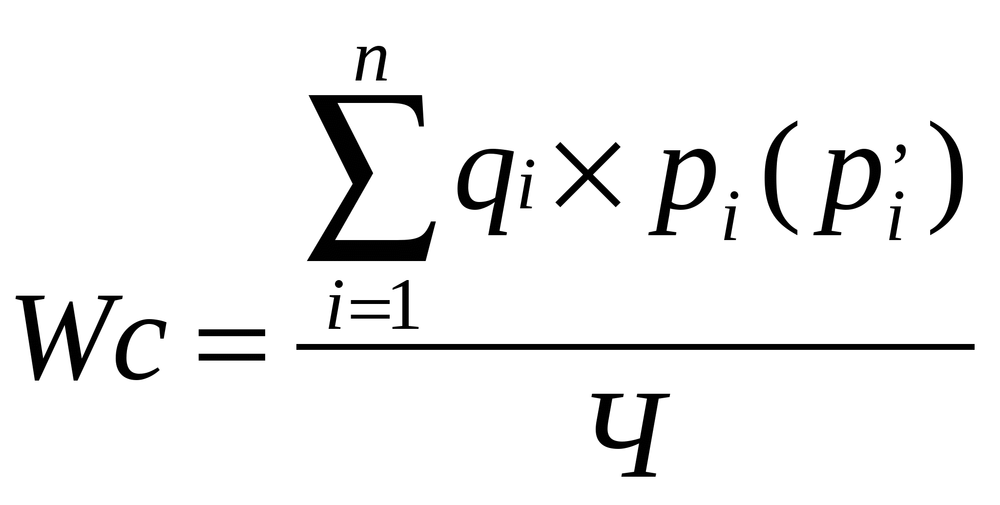 n
∑ qi × pi ( p’i )
i=1
Wc =
Ч